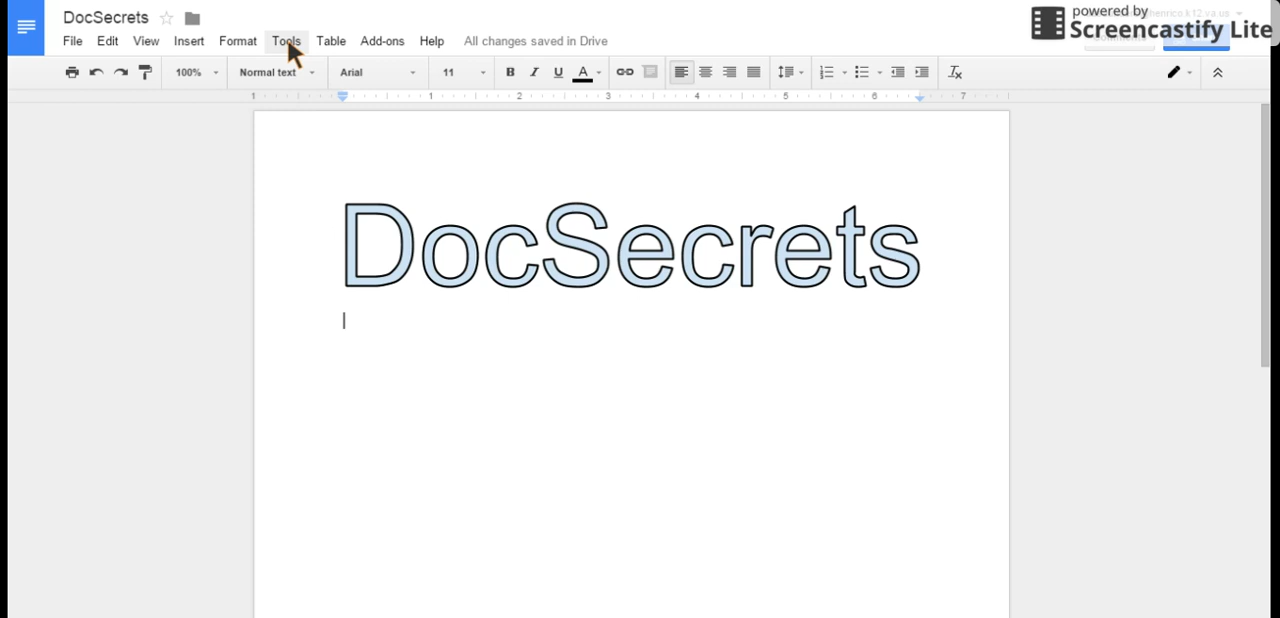 DocSecrets
powered by
Screencastify Lite
File Edit View Insert Format Tools Table Add-ons Help All changes saved in Drive
100% Normal text Arial 11 B I U A
1 1 2 3 4 5 6 7
DocSecrets